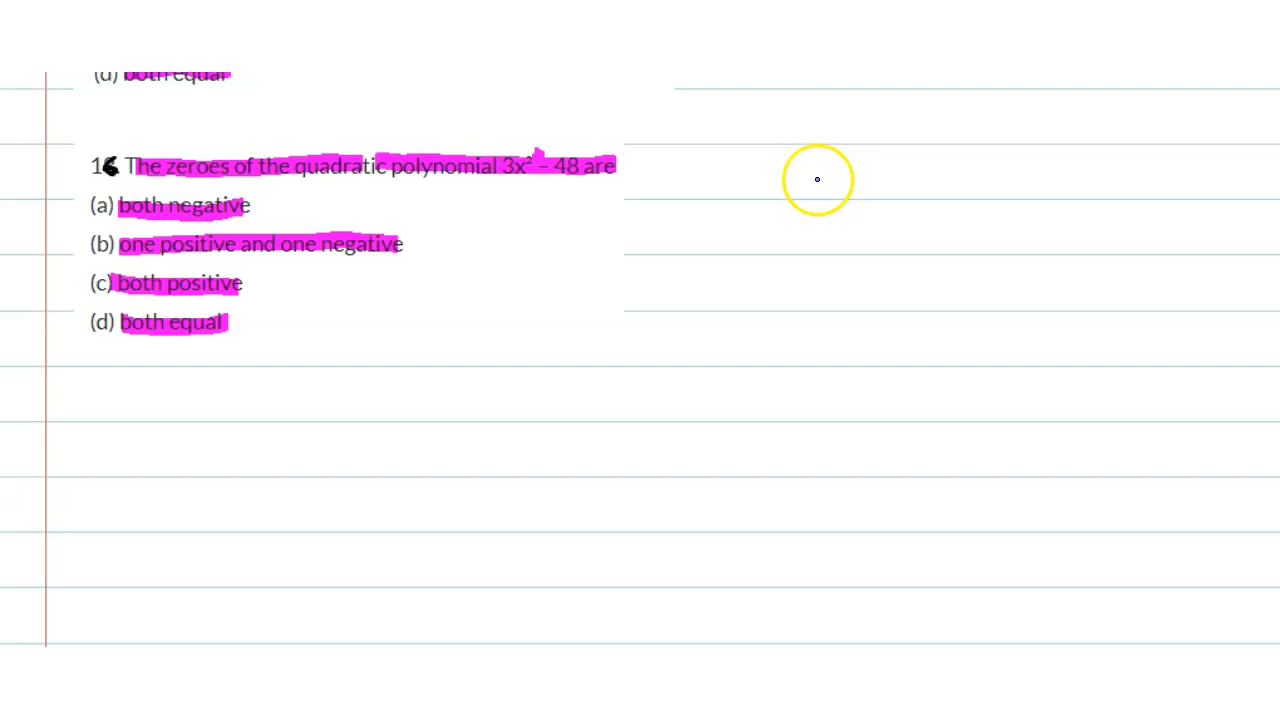 (d) both equal
16. The zeroes of the quadratic polynomial 3x² – 48 are
(a) both negative
(b) one positive and one negative
(c) both positive
(d) both equal